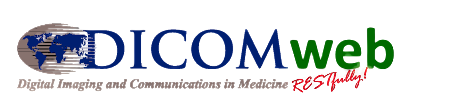 DICOMweb
Digital Imaging and Communications in Medicine RESTfully!